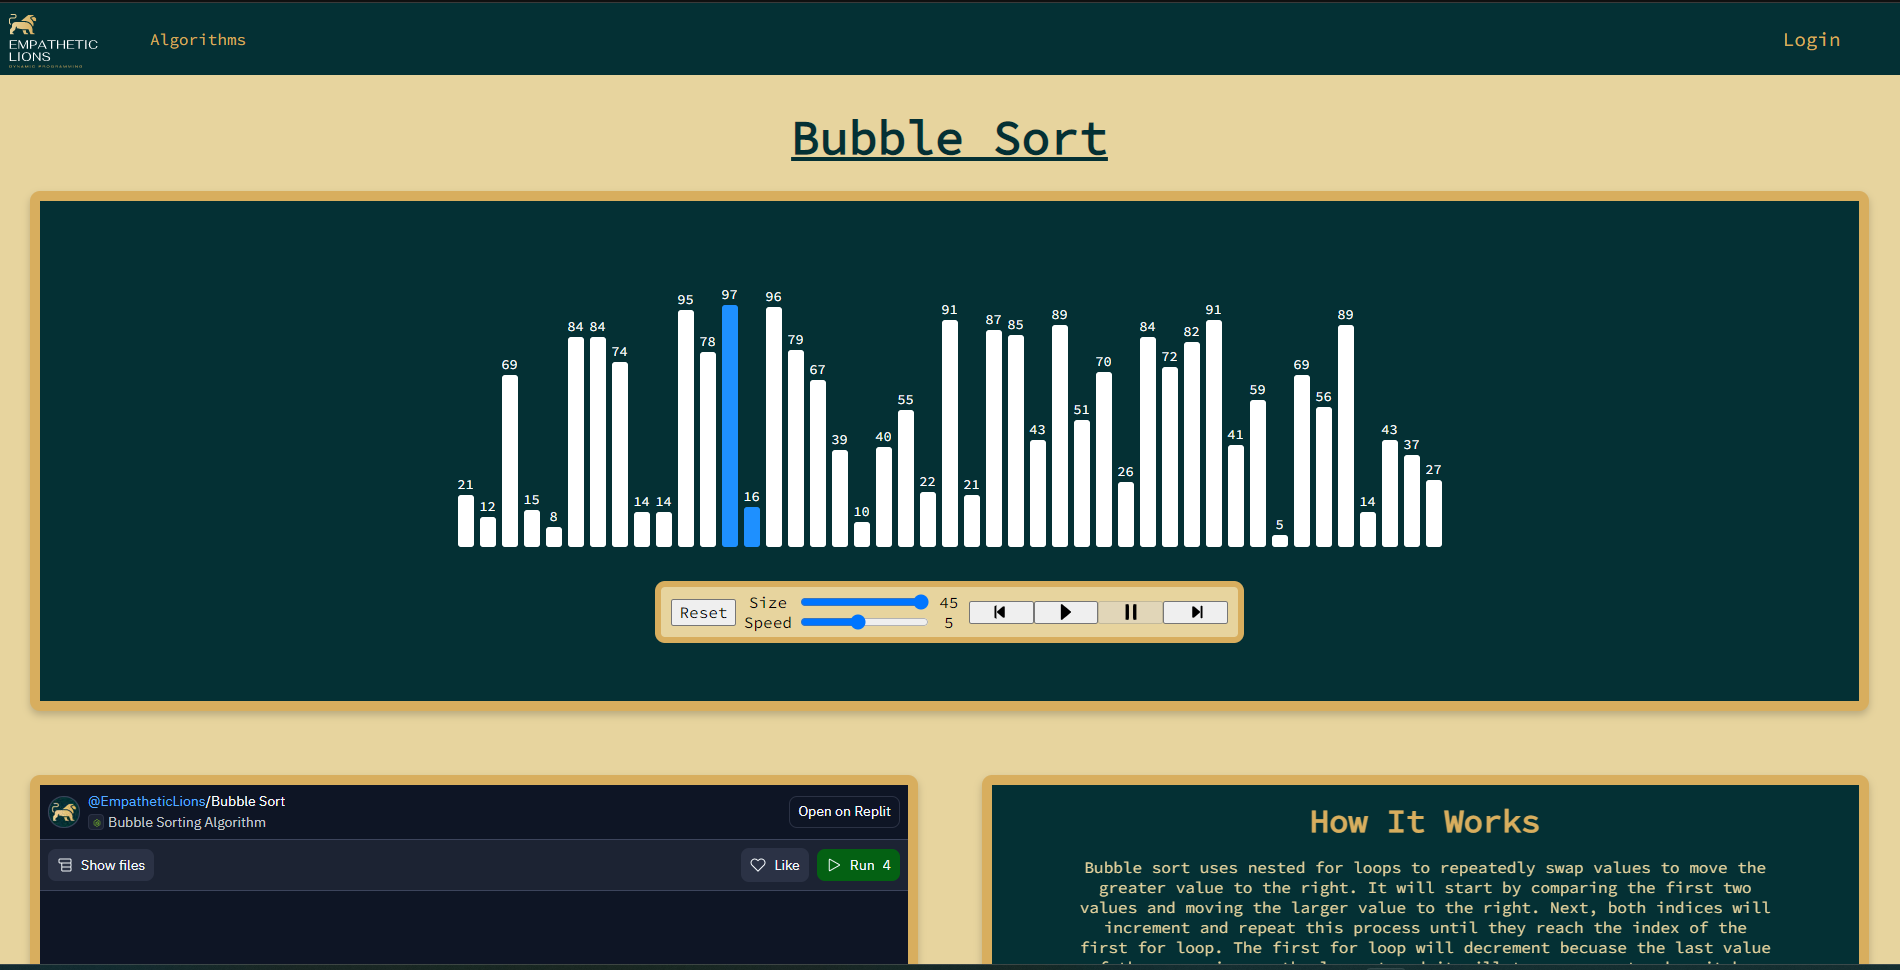 EMPATHETIC
LIONS
DYNAMIC PROGRAMMING
Algorithms
Login
Bubble Sort
21 12 69 15 8 84 84 74 14 14 95 78 97 16 96 79 67 39 10 40 55 22 91 21 87 85 43 89 51 70 26 84 72 82 91 41 59 5 69 56 89 14 43 37 27
Reset
Size 45
Speed 5
@EmpatheticLions/Bubble Sort
Bubble Sorting Algorithm
Open on Replit
Show files
Like
Run 4
How It Works
Bubble sort uses nested for loops to repeatedly swap values to move the
greater value to the right. It will start by comparing the first two
values and moving the larger value to the right. Next, both indices will
increment and repeat this process until they reach the index of the
first for loop. The first for loop will decrement becuase the last value